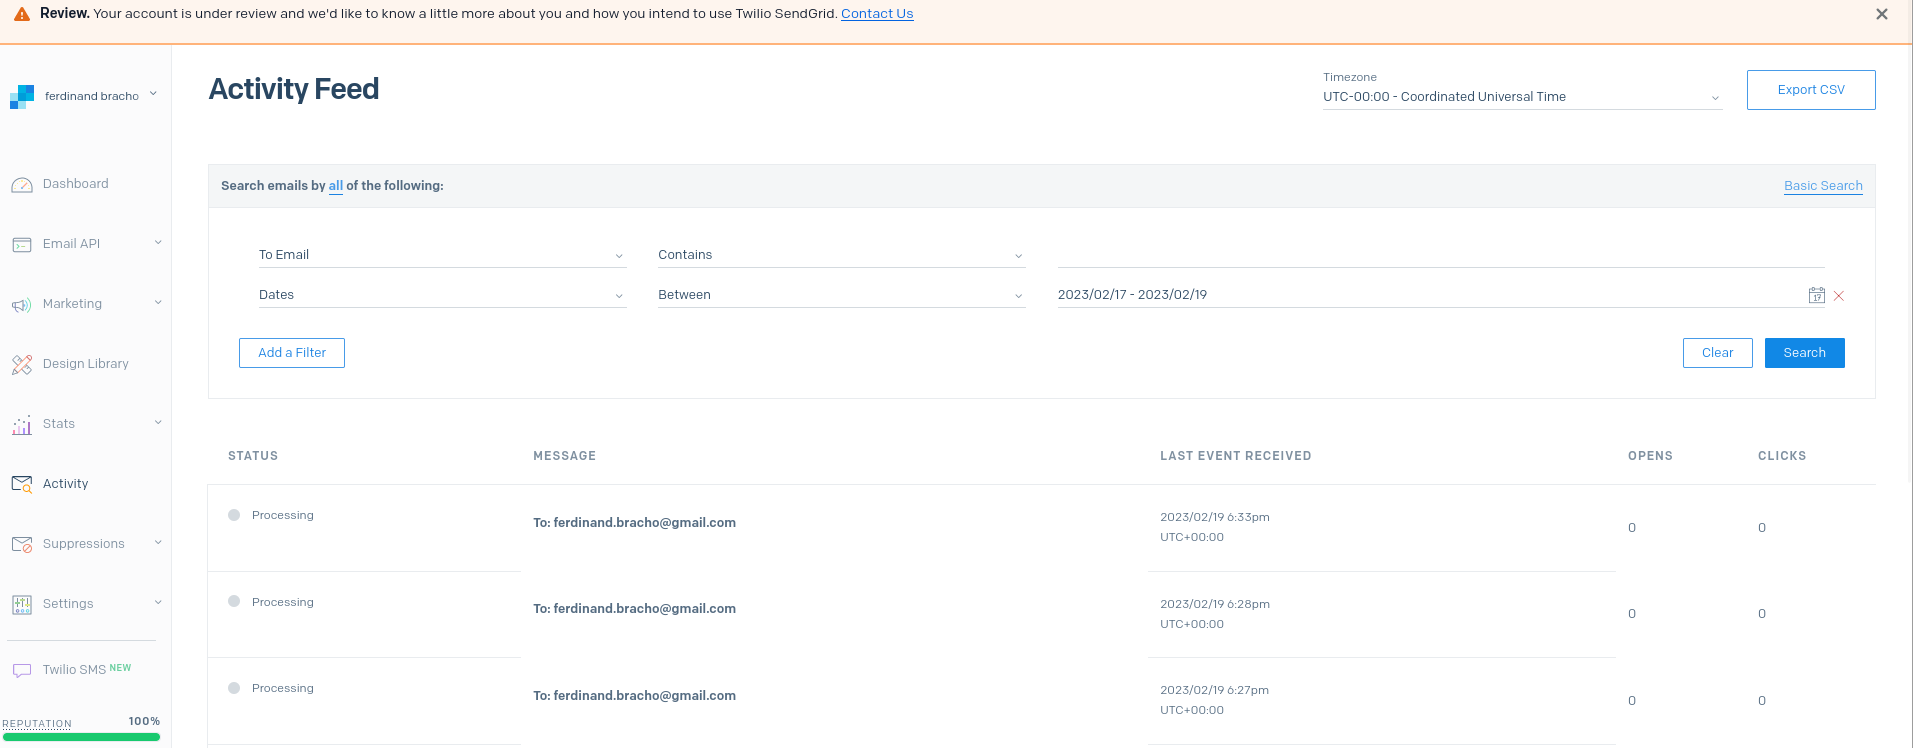 Review. Your account is under review and we'd like to know a little more about you and how you intend to use Twilio SendGrid. Contact Us
ferdinand bracho
Dashboard
Email API
Marketing
Design Library
Stats
Activity
Suppressions
Settings
Twilio SMS NEW
REPUTATION 100%
Activity Feed
Timezone
UTC-00:00 - Coordinated Universal Time
Export CSV
Search emails by all of the following:
Basic Search
To Email Contains
Dates Between 2023/02/17 - 2023/02/19
17
Add a Filter Clear Search
STATUS MESSAGE LAST EVENT RECEIVED OPENS CLICKS
Processing To: ferdinand.bracho@gmail.com 2023/02/19 6:33pm 0 0
UTC+00:00
Processing To: ferdinand.bracho@gmail.com 2023/02/19 6:28pm 0 0
UTC+00:00
Processing To: ferdinand.bracho@gmail.com 2023/02/19 6:27pm 0 0
UTC+00:00